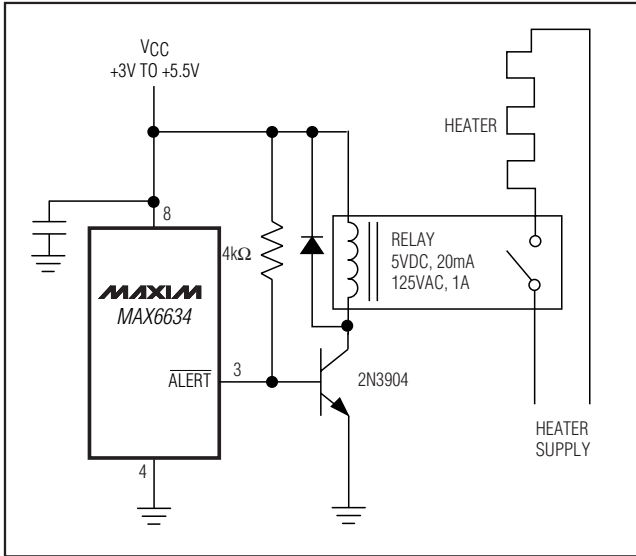 VCC
+3V TO +5.5V
HEATER
8
4kΩ
RELAY
5VDC, 20mA
125VAC, 1A
MAXIM
MAX6634
ALERT
3
2N3904
4
HEATER
SUPPLY